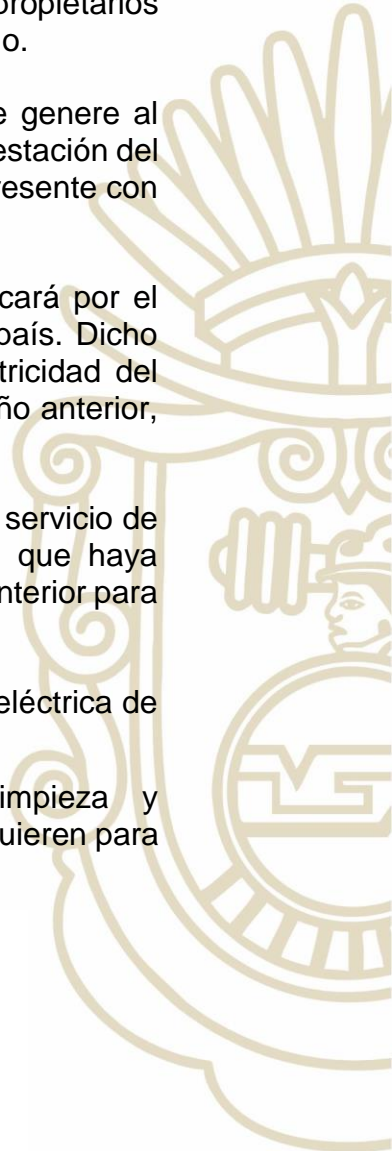 propietarios
o.
e genere al
estación del
resente con
cará por el
país. Dicho
tricidad del
ño anterior,
servicio de
que haya
nterior para
eléctrica de
impieza y
uieren para